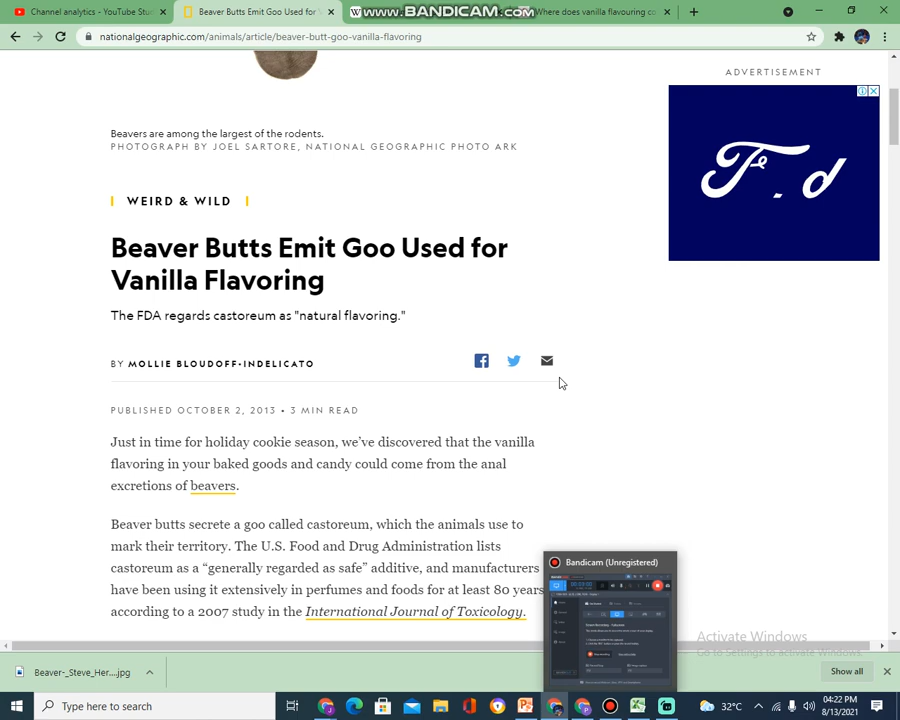 Channel analytics - YouTube Stu
Beaver Butts Emit Goo Used for V
www.BANDICAM.com
Where does vanilla flavouring co
nationalgeographic.com/animals/article/beaver-butt-goo-vanilla-flavoring
ADVERTISEMENT
F. d
Beavers are among the largest of the rodents.
PHOTOGRAPH BY JOEL SARTORE, NATIONAL GEOGRAPHIC PHOTO ARK
WEIRD & WILD
Beaver Butts Emit Goo Used for
Vanilla Flavoring
The FDA regards castoreum as "natural flavoring."
BY MOLLIE BLOUDOFF-INDELICATO
PUBLISHED OCTOBER 2, 2013 • 3 MIN READ
Just in time for holiday cookie season, we’ve discovered that the vanilla
flavoring in your baked goods and candy could come from the anal
excretions of beavers.
Beaver butts secrete a goo called castoreum, which the animals use to
mark their territory. The U.S. Food and Drug Administration lists
castoreum as a “generally regarded as safe” additive, and manufacturers
have been using it extensively in perfumes and foods for at least 80 years
according to a 2007 study in the International Journal of Toxicology.
Bandicam (Unregistered)
Activate Windows
Go to Settings to activate Windows.
Beaver-_Steve_Her....jpg
Show all
Type here to search
32°C
04:22 PM
8/13/2021